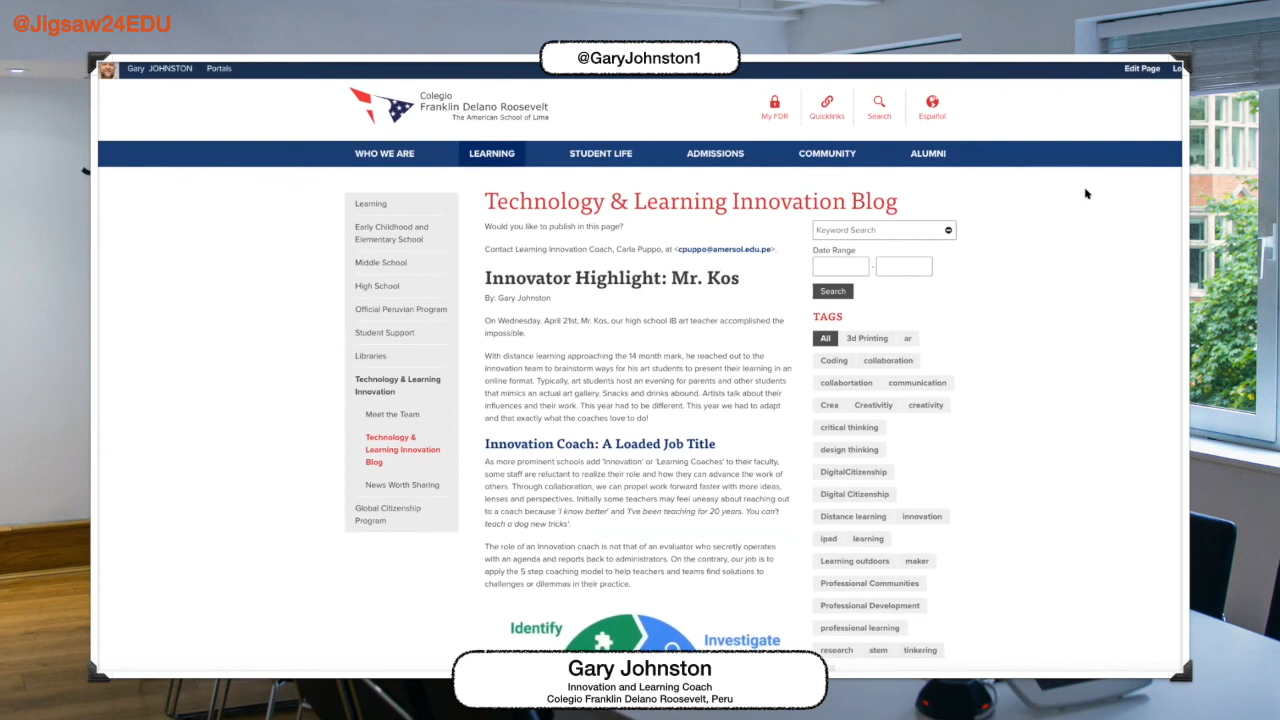 @Jigsaw24EDU
@GaryJohnston1
Gary JOHNSTON Portals
Edit Page Lo
Colegio
Franklin Delano Roosevelt
The American School of Lima
My FDR Quicklinks Search Español
WHO WE ARE LEARNING STUDENT LIFE ADMISSIONS COMMUNITY ALUMNI
Learning
Early Childhood and
Elementary School
Middle School
High School
Official Peruvian Program
Student Support
Libraries
Technology & Learning
Innovation
Meet the Team
Technology &
Learning Innovation
Blog
News Worth Sharing
Global Citizenship
Program
Technology & Learning Innovation Blog
Would you like to publish in this page?
Contact Learning Innovation Coach, Carla Puppo, at <cpuppo@amersol.edu.pe>.
Innovator Highlight: Mr. Kos
By: Gary Johnston
On Wednesday, April 21st, Mr. Kos, our high school IB art teacher accomplished the
impossible.
With distance learning approaching the 14 month mark, he reached out to the
innovation team to brainstorm ways for his art students to present their learning in an
online format. Typically, art students host an evening for parents and other students
that mimics an actual art gallery. Snacks and drinks abound. Artists talk about their
influences and their work. This year had to be different. This year we had to adapt
and that exactly what the coaches love to do!
Innovation Coach: A Loaded Job Title
As more prominent schools add 'Innovation' or 'Learning Coaches' to their faculty,
some staff are reluctant to realize their role and how they can advance the work of
others. Through collaboration, we can propel work forward faster with more ideas,
lenses and perspectives. Initially some teachers may feel uneasy about reaching out
to a coach because 'I know better' and 'I've been teaching for 20 years. You can't
teach a dog new tricks'.
The role of an Innovation coach is not that of an evaluator who secretly operates
with an agenda and reports back to administrators. On the contrary, our job is to
apply the 5 step coaching model to help teachers and teams find solutions to
challenges or dilemmas in their practice.
Identify
Investigate
Keyword Search
Date Range
-
Search
TAGS
All 3d Printing ar
Coding collaboration
collabortation communication
Crea Creativitiy creativity
critical thinking
design thinking
DigitalCitizenship
Digital Citizenship
Distance learning innovation
ipad learning
Learning outdoors maker
Professional Communities
Professional Development
professional learning
research stem tinkering
Gary Johnston
Innovation and Learning Coach
Colegio Franklin Delano Roosevelt, Peru